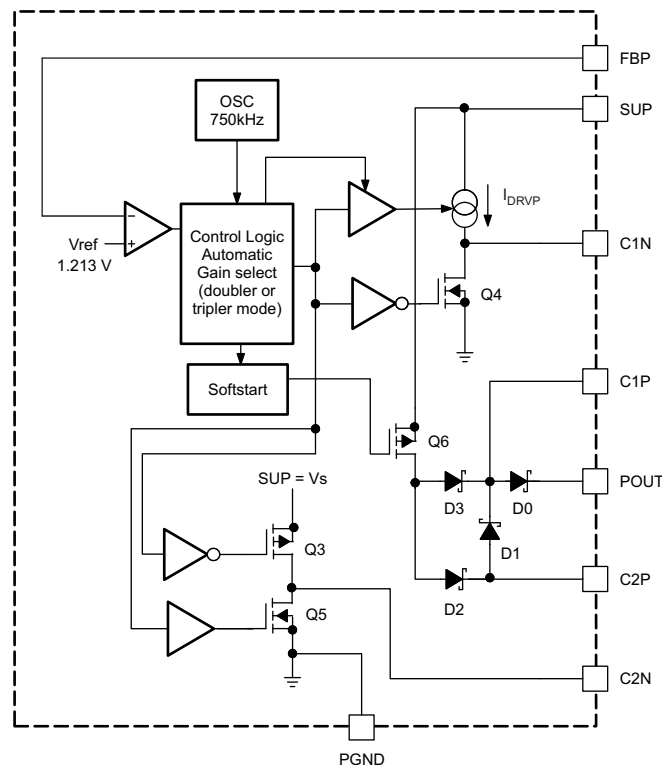 FBP
OSC
750kHz
SUP
I_DRVP
Vref
1.213 V
−
+
Control Logic
Automatic
Gain select
(doubler or
tripler mode)
C1N
Q4
Softstart
C1P
Q6
SUP = Vs
D3
D0
POUT
Q3
D1
D2
C2P
Q5
C2N
PGND